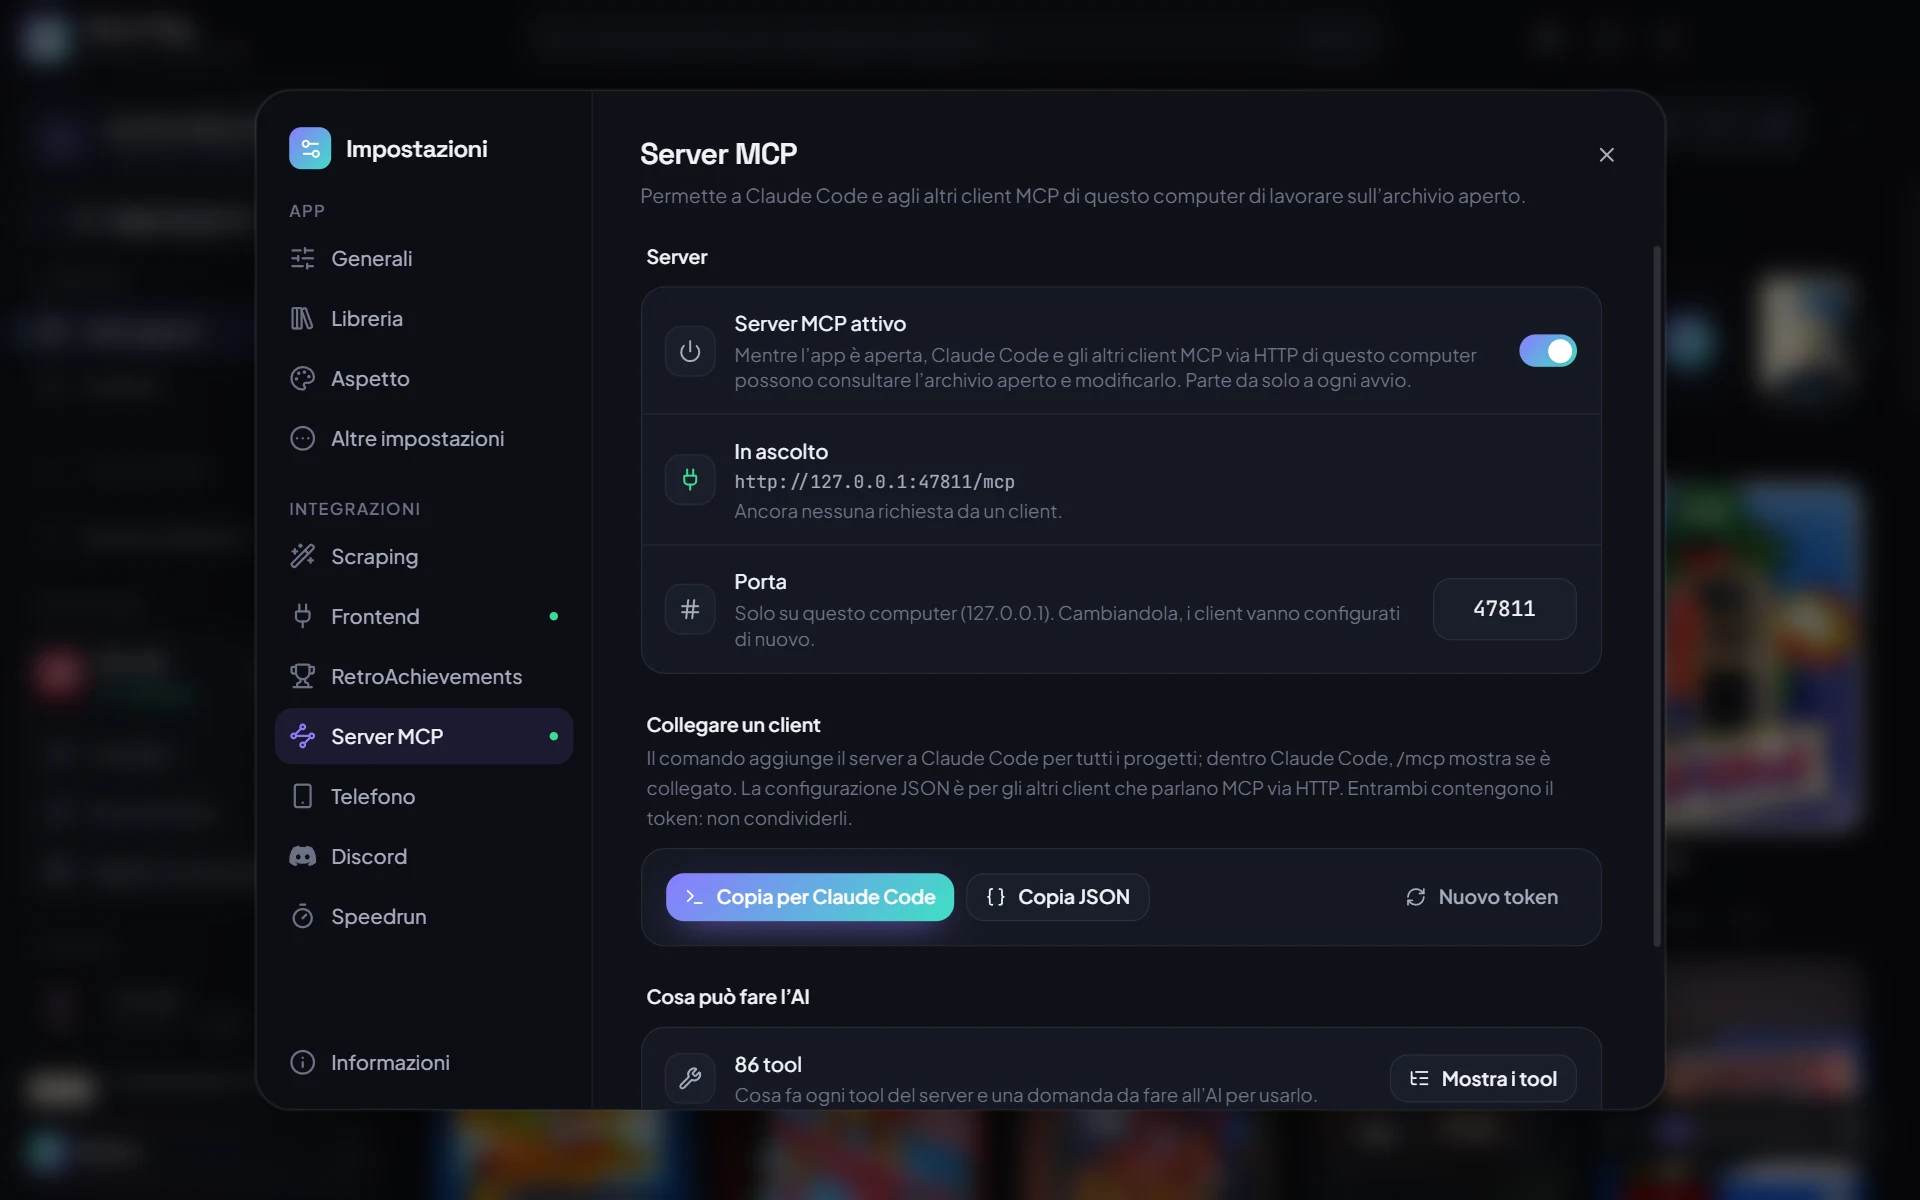 Impostazioni
APP
Generali
Libreria
Aspetto
Altre impostazioni
INTEGRAZIONI
Scraping
Frontend
RetroAchievements
Server MCP
Telefono
Discord
Speedrun
Informazioni
Server MCP
Permette a Claude Code e agli altri client MCP di questo computer di lavorare sull’archivio aperto.
Server
Server MCP attivo
Mentre l’app è aperta, Claude Code e gli altri client MCP via HTTP di questo computer
possono consultare l’archivio aperto e modificarlo. Parte da solo a ogni avvio.
In ascolto
http://127.0.0.1:47811/mcp
Ancora nessuna richiesta da un client.
Porta
Solo su questo computer (127.0.0.1). Cambiandola, i client vanno configurati
di nuovo.
47811
Collegare un client
Il comando aggiunge il server a Claude Code per tutti i progetti; dentro Claude Code, /mcp mostra se è
collegato. La configurazione JSON è per gli altri client che parlano MCP via HTTP. Entrambi contengono il
token: non condividerli.
Copia per Claude Code
Copia JSON
Nuovo token
Cosa può fare l’AI
86 tool
Cosa fa ogni tool del server e una domanda da fare all’AI per usarlo.
Mostra i tool